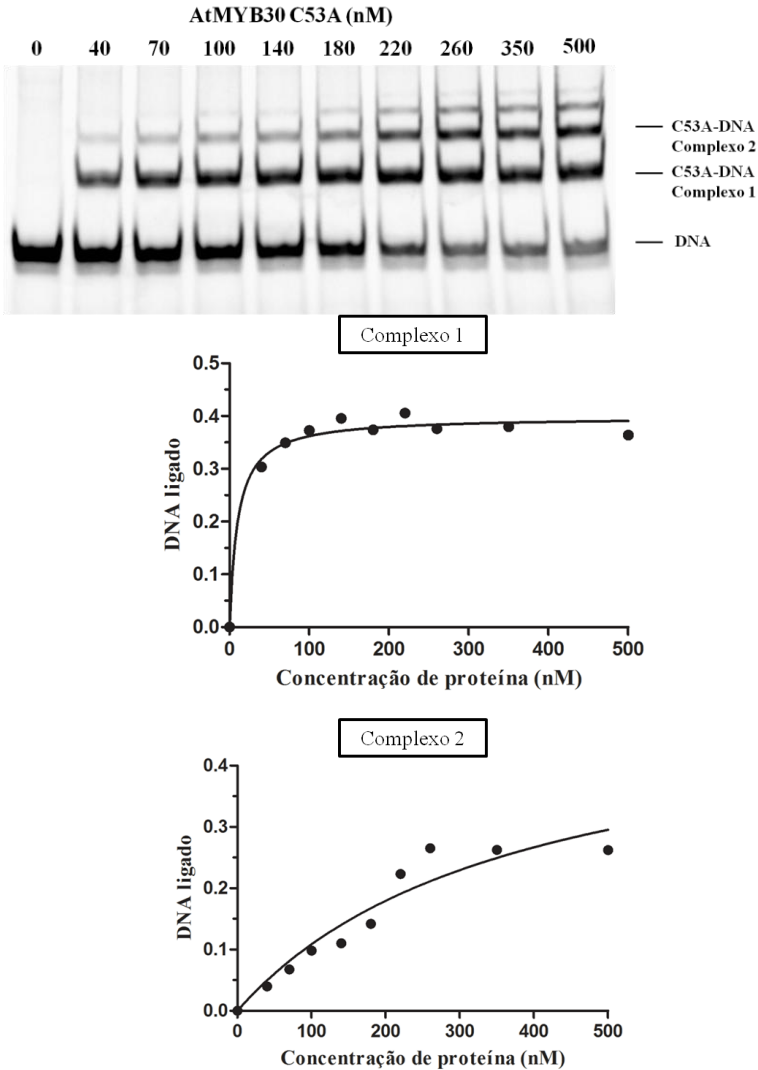 AtMYB30 C53A (nM)
0 40 70 100 140 180 220 260 350 500
C53A-DNA
Complexo 2
C53A-DNA
Complexo 1
DNA
Complexo 1
0.5
0.4
0.3
0.2
0.1
0.0
DNA ligado
0 100 200 300 400 500
Concentração de proteína (nM)
Complexo 2
0.4
0.3
0.2
0.1
0.0
DNA ligado
0 100 200 300 400 500
Concentração de proteína (nM)